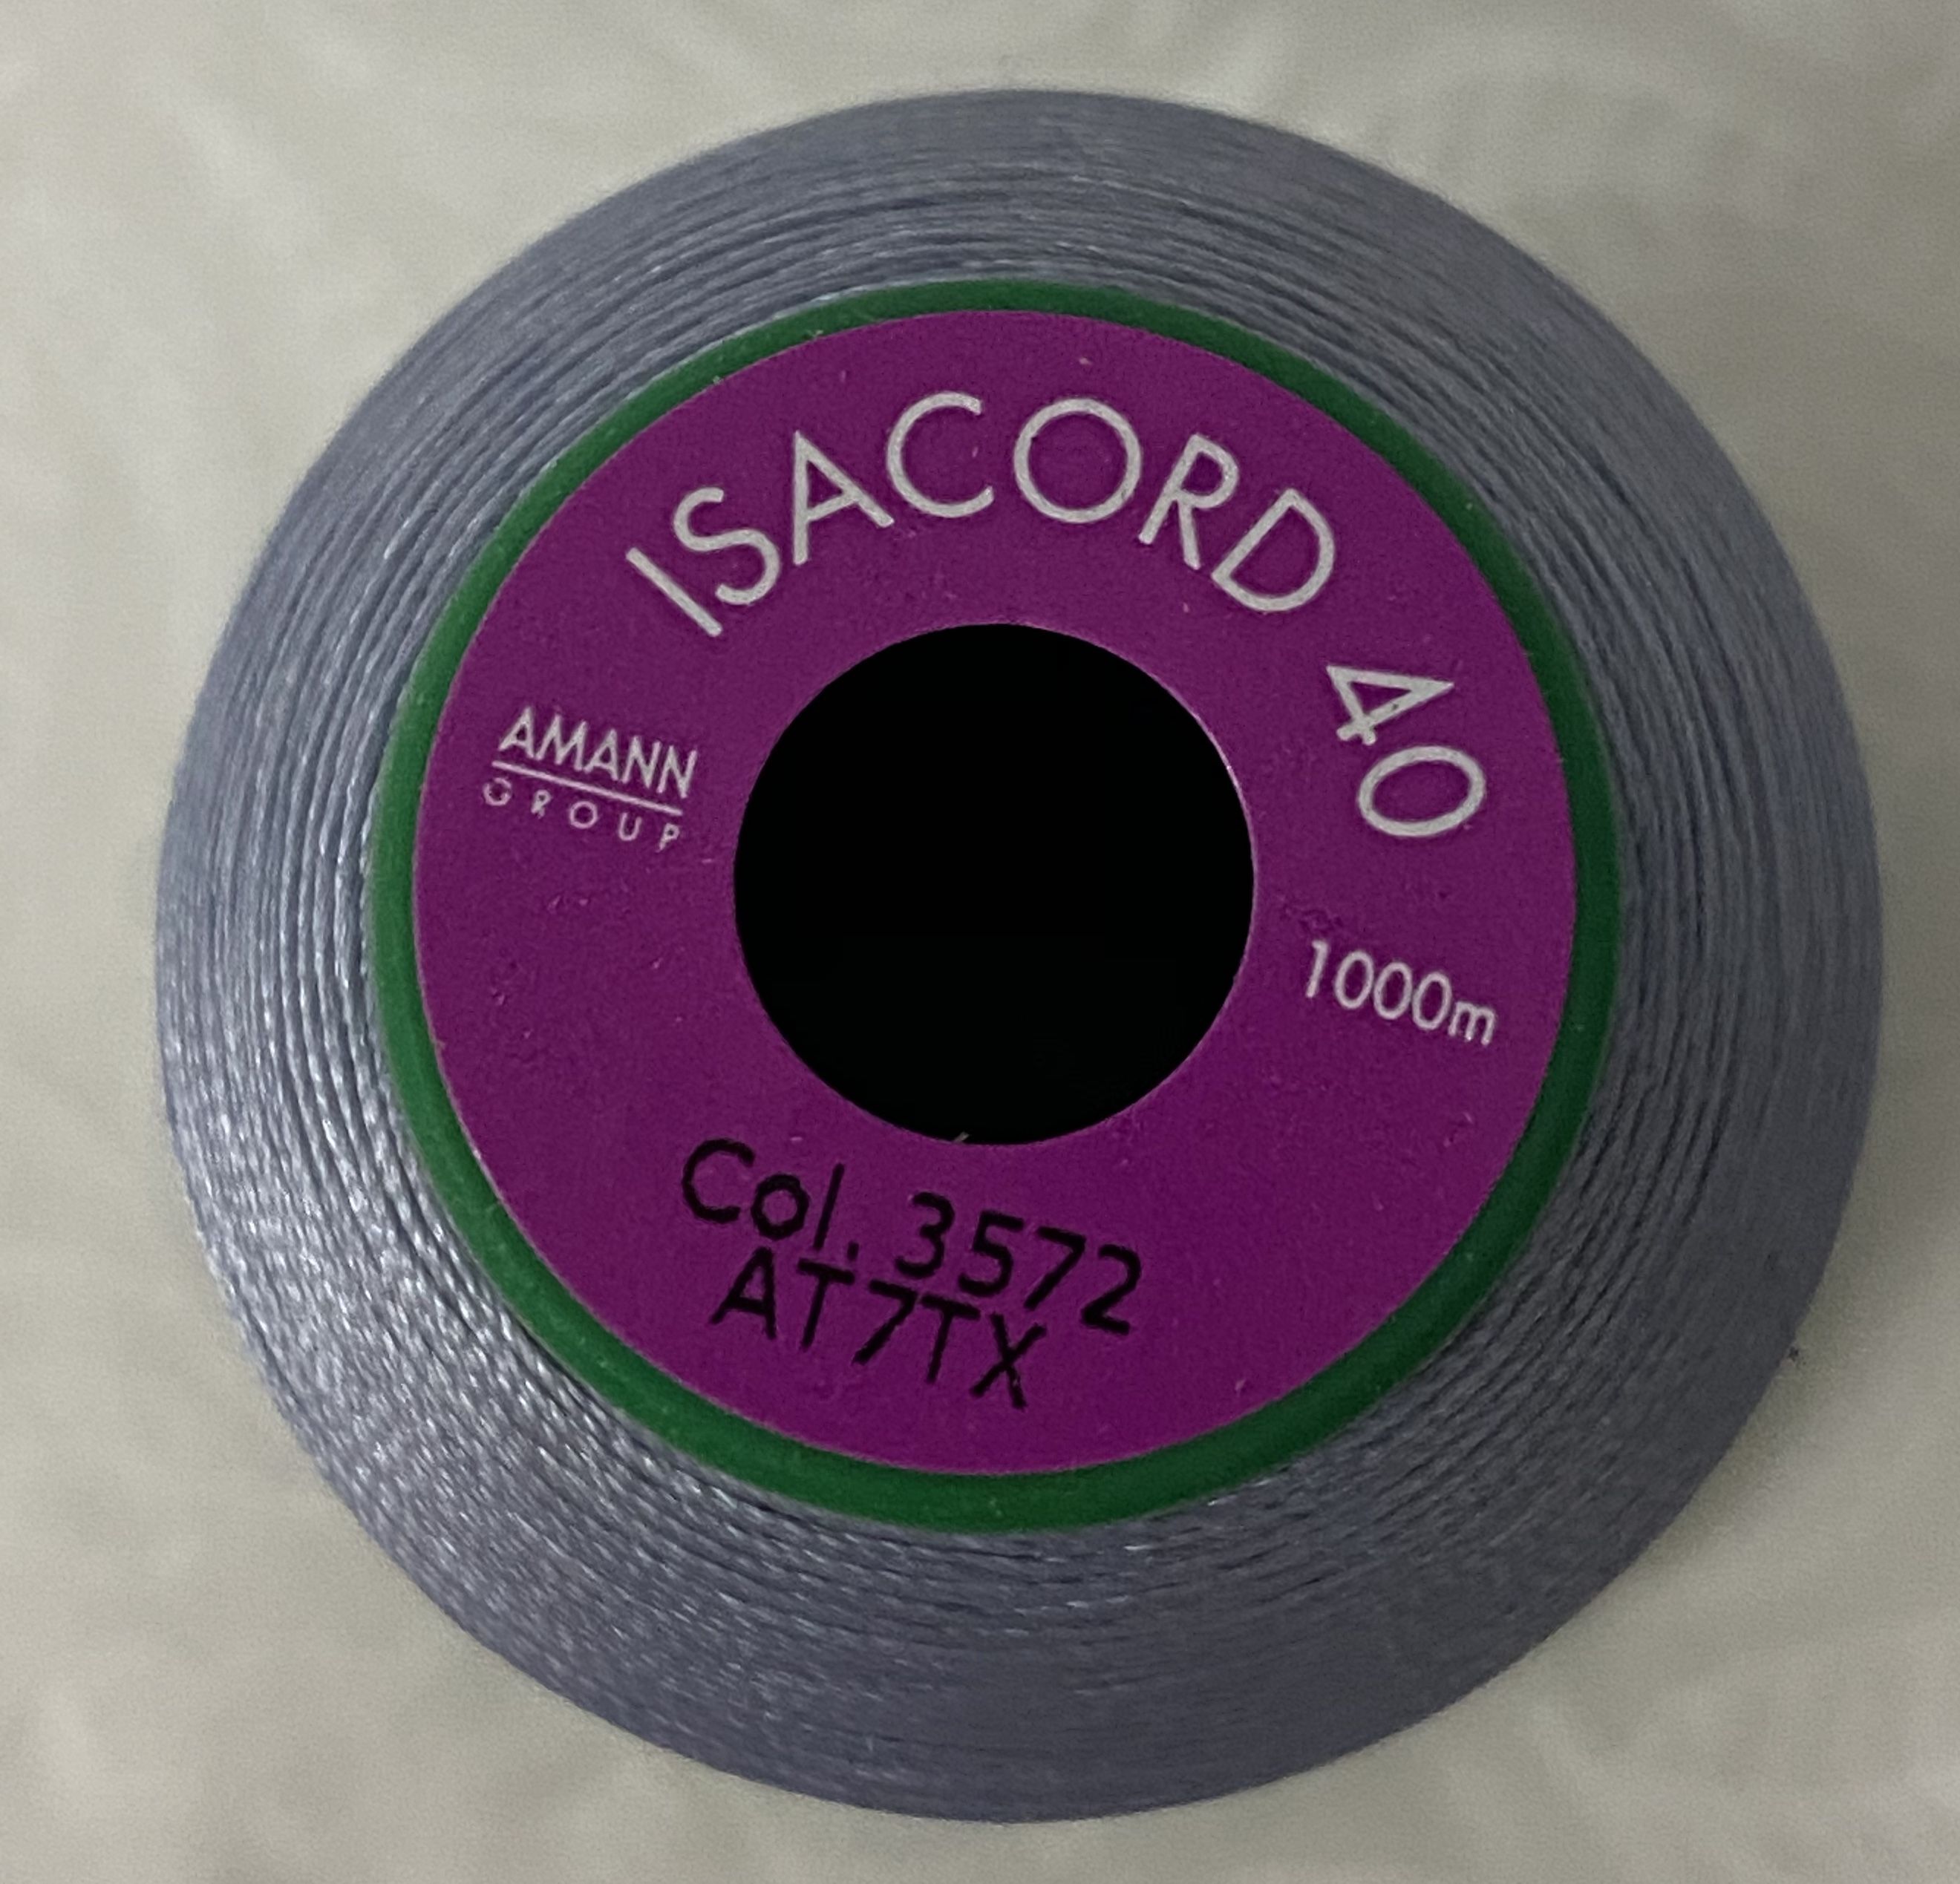 ISACORD 40
AMANN
GROUP
1000m
Col. 3572
AT7TX